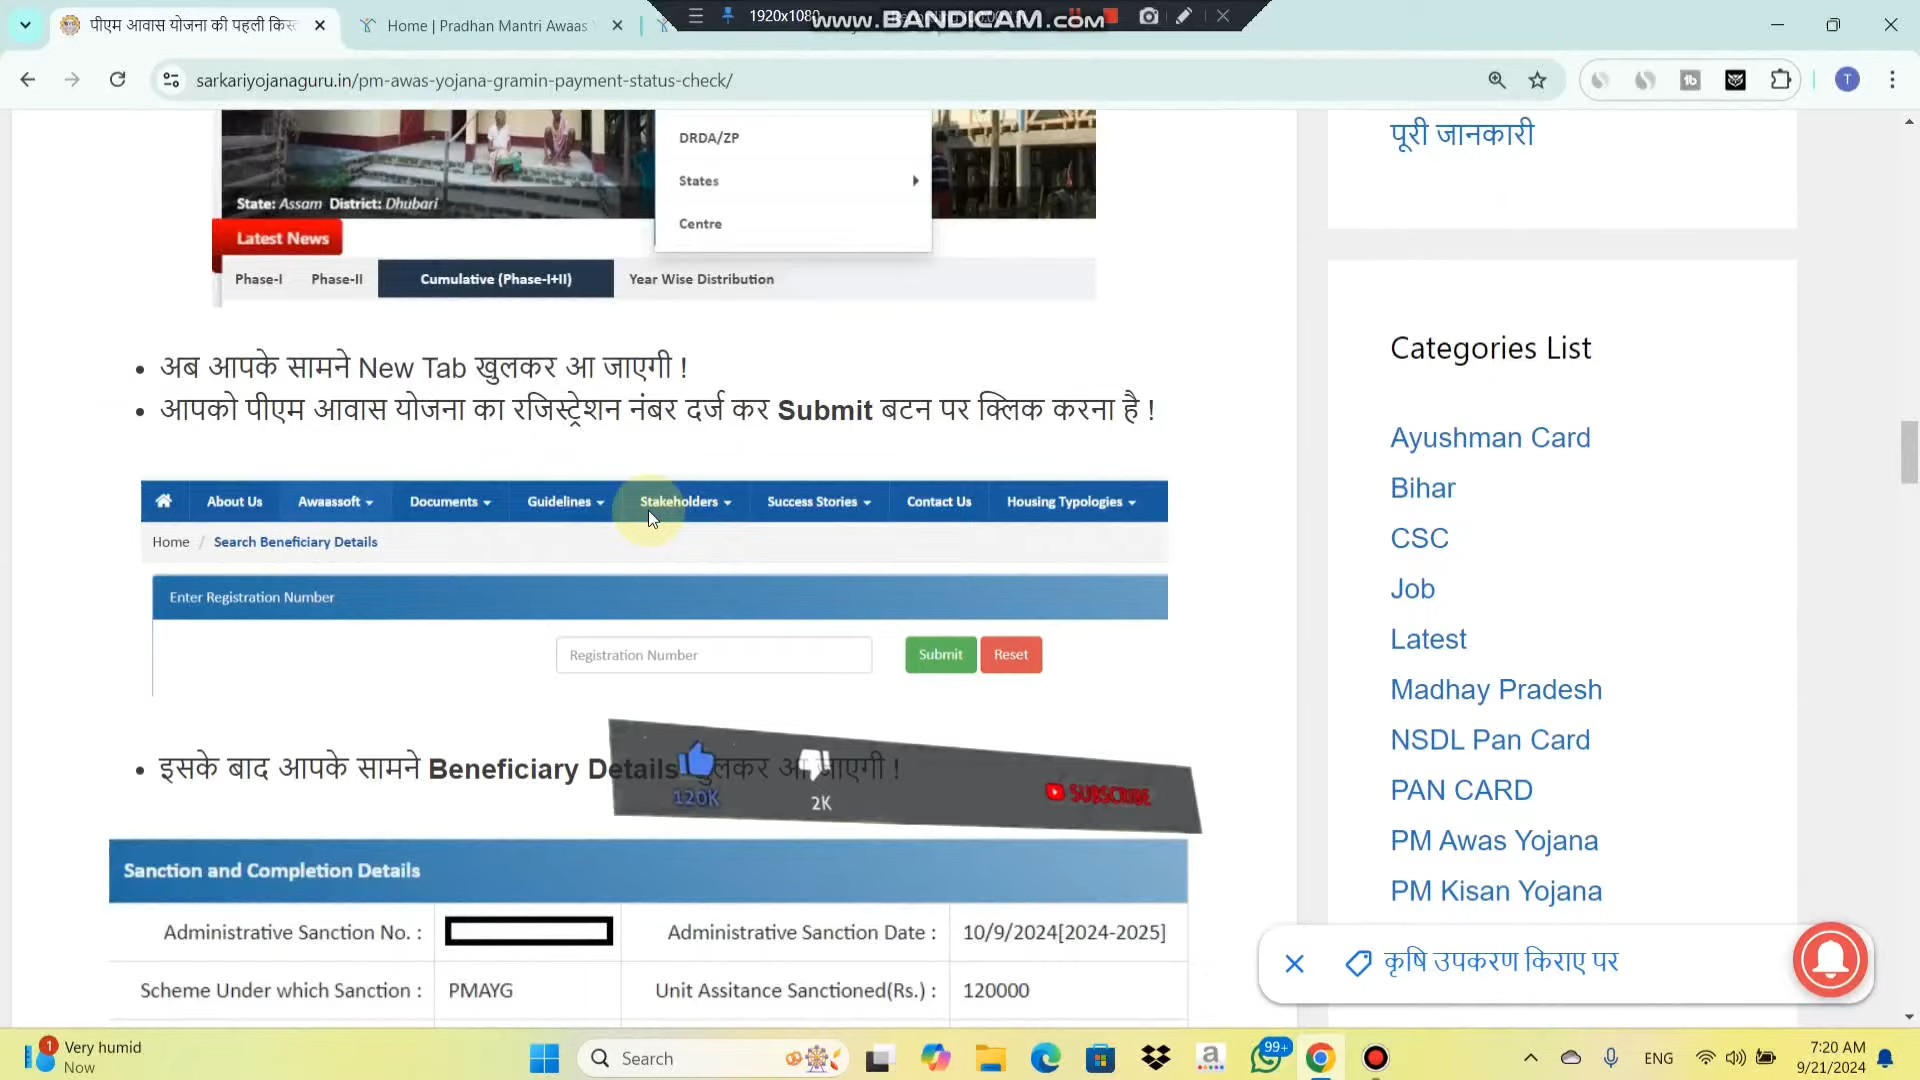 पीएम आवास योजना की पहली किस्त
Home | Pradhan Mantri Awaas
1920x1080
www.BANDICAM.com
sarkariyojanaguru.in/pm-awas-yojana-gramin-payment-status-check/
T
State: Assam District: Dhubari
DRDA/ZP
States
Centre
Latest News
Phase-I Phase-II Cumulative (Phase-I+II) Year Wise Distribution
अब आपके सामने New Tab खुलकर आ जाएगी !
आपको पीएम आवास योजना का रजिस्ट्रेशन नंबर दर्ज कर Submit बटन पर क्लिक करना है !
About Us Awaassoft Documents Guidelines Stakeholders Success Stories Contact Us Housing Typologies
Home / Search Beneficiary Details
Enter Registration Number
Registration Number Submit Reset
इसके बाद आपके सामने Beneficiary Details खुलकर आ जाएगी !
120K 2K SUBSCRIBE
Sanction and Completion Details
Administrative Sanction No. : Administrative Sanction Date : 10/9/2024[2024-2025]
Scheme Under which Sanction : PMAYG Unit Assitance Sanctioned(Rs.) : 120000
पूरी जानकारी
Categories List
Ayushman Card
Bihar
CSC
Job
Latest
Madhay Pradesh
NSDL Pan Card
PAN CARD
PM Awas Yojana
PM Kisan Yojana
कृषि उपकरण किराए पर
1 Very humid
Now
Search
99+
ENG
7:20 AM
9/21/2024